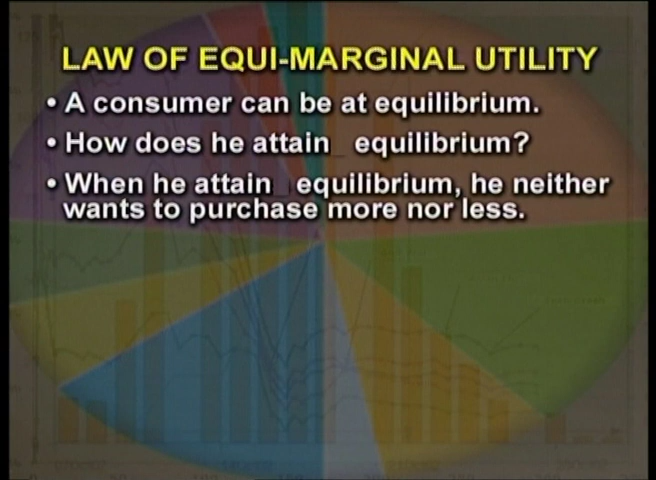 LAW OF EQUI-MARGINAL UTILITY
• A consumer can be at equilibrium.
• How does he attain equilibrium?
• When he attain equilibrium, he neither
wants to purchase more nor less.